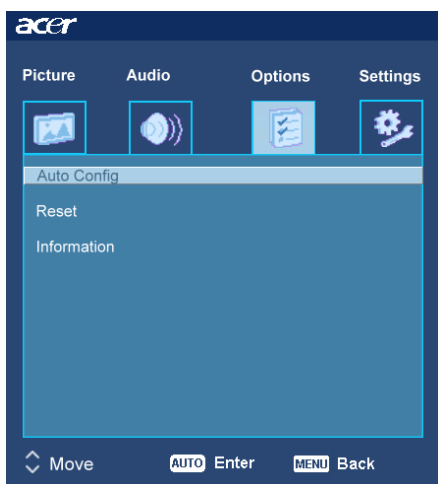 acer
Picture Audio Options Settings
Auto Config
Reset
Information
Move AUTO Enter MENU Back